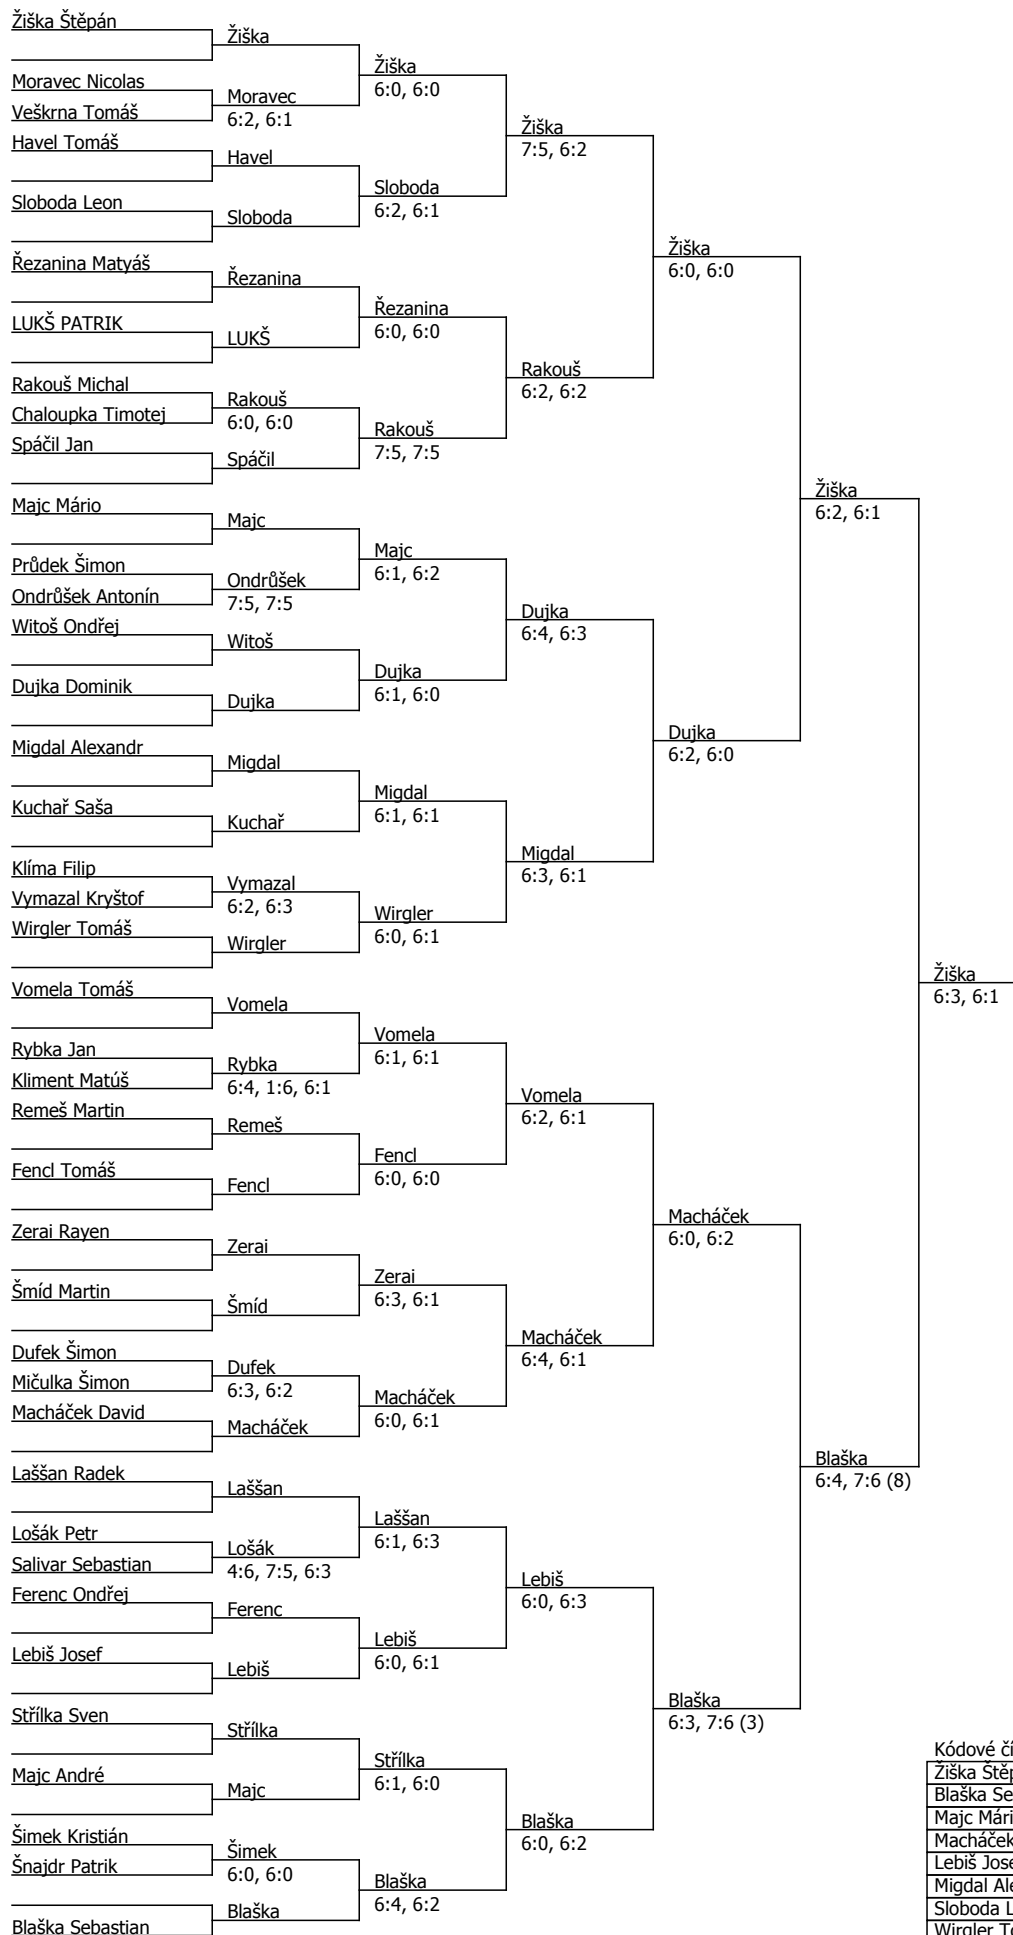 Žiška Štěpán
Žiška
Žiška
6:0, 6:0
Moravec Nicolas
Moravec
6:2, 6:1
Veškrna Tomáš
Žiška
7:5, 6:2
Havel Tomáš
Havel
Sloboda
6:2, 6:1
Sloboda Leon
Sloboda
Žiška
6:0, 6:0
Řezanina Matyáš
Řezanina
Řezanina
6:0, 6:0
LUKŠ PATRIK
LUKŠ
Rakouš
6:2, 6:2
Rakouš Michal
Rakouš
6:0, 6:0
Chaloupka Timotej
Rakouš
7:5, 7:5
Spáčil Jan
Spáčil
Žiška
6:2, 6:1
Majc Mário
Majc
Majc
6:1, 6:2
Průdek Šimon
Ondrůšek
7:5, 7:5
Ondrůšek Antonín
Dujka
6:4, 6:3
Witoš Ondřej
Witoš
Dujka
6:1, 6:0
Dujka Dominik
Dujka
Dujka
6:2, 6:0
Migdal Alexandr
Migdal
Migdal
6:1, 6:1
Kuchař Saša
Kuchař
Migdal
6:3, 6:1
Klíma Filip
Vymazal
6:2, 6:3
Vymazal Kryštof
Wirgler
6:0, 6:1
Wirgler Tomáš
Wirgler
Žiška
6:3, 6:1
Vomela Tomáš
Vomela
Vomela
6:1, 6:1
Rybka Jan
Rybka
6:4, 1:6, 6:1
Kliment Matúš
Vomela
6:2, 6:1
Remeš Martin
Remeš
Fencl
6:0, 6:0
Fencl Tomáš
Fencl
Macháček
6:0, 6:2
Zerai Rayen
Zerai
Zerai
6:3, 6:1
Šmíd Martin
Šmíd
Macháček
6:4, 6:1
Dufek Šimon
Dufek
6:3, 6:2
Mičulka Šimon
Macháček
6:0, 6:1
Macháček David
Macháček
Blaška
6:4, 7:6 (8)
Laššan Radek
Laššan
Laššan
6:1, 6:3
Lošák Petr
Lošák
4:6, 7:5, 6:3
Salivar Sebastian
Lebiš
6:0, 6:3
Ferenc Ondřej
Ferenc
Lebiš
6:0, 6:1
Lebiš Josef
Lebiš
Blaška
6:3, 7:6 (3)
Střílka Sven
Střílka
Střílka
6:1, 6:0
Majc André
Majc
Blaška
6:0, 6:2
Šimek Kristián
Šimek
6:0, 6:0
Šnajdr Patrik
Blaška
6:4, 6:2
Blaška
Blaška Sebastian
Kódové čí
Žiška Štěp
Blaška Se
Majc Mári
Macháček
Lebiš Jose
Migdal Ale
Sloboda L
Wirgler To